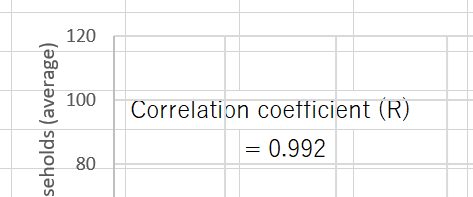 120
100
80
seholds (average)
Correlation coefficient (R)
= 0.992